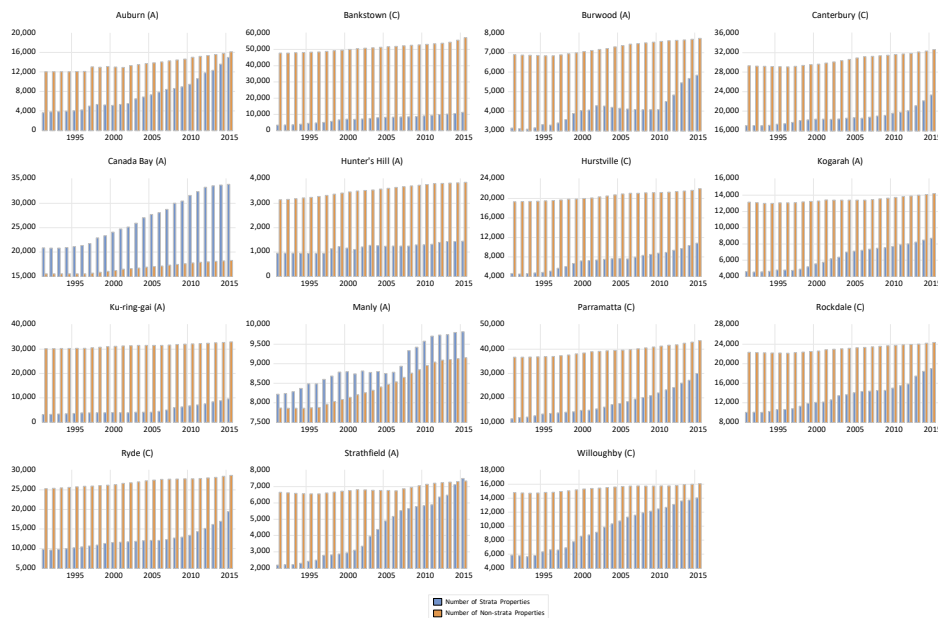 Auburn (A)
20,000
16,000
12,000
8,000
4,000
0
1995 2000 2005 2010 2015
Bankstown (C)
60,000
50,000
40,000
30,000
20,000
10,000
0
1995 2000 2005 2010 2015
Burwood (A)
8,000
7,000
6,000
5,000
4,000
3,000
1995 2000 2005 2010 2015
Canterbury (C)
36,000
32,000
28,000
24,000
20,000
16,000
1995 2000 2005 2010 2015
Canada Bay (A)
35,000
30,000
25,000
20,000
15,000
1995 2000 2005 2010 2015
Hunter's Hill (A)
4,000
3,000
2,000
1,000
0
1995 2000 2005 2010 2015
Hurstville (C)
24,000
20,000
16,000
12,000
8,000
4,000
1995 2000 2005 2010 2015
Kogarah (A)
16,000
14,000
12,000
10,000
8,000
6,000
4,000
1995 2000 2005 2010 2015
Ku-ring-gai (A)
40,000
30,000
20,000
10,000
0
1995 2000 2005 2010 2015
Manly (A)
10,000
9,500
9,000
8,500
8,000
7,500
1995 2000 2005 2010 2015
Parramatta (C)
50,000
40,000
30,000
20,000
10,000
1995 2000 2005 2010 2015
Rockdale (C)
28,000
24,000
20,000
16,000
12,000
8,000
1995 2000 2005 2010 2015
Ryde (C)
30,000
25,000
20,000
15,000
10,000
5,000
1995 2000 2005 2010 2015
Strathfield (A)
8,000
7,000
6,000
5,000
4,000
3,000
2,000
1995 2000 2005 2010 2015
Willoughby (C)
18,000
16,000
14,000
12,000
10,000
8,000
6,000
4,000
1995 2000 2005 2010 2015
Number of Strata Properties
Number of Non-strata Properties